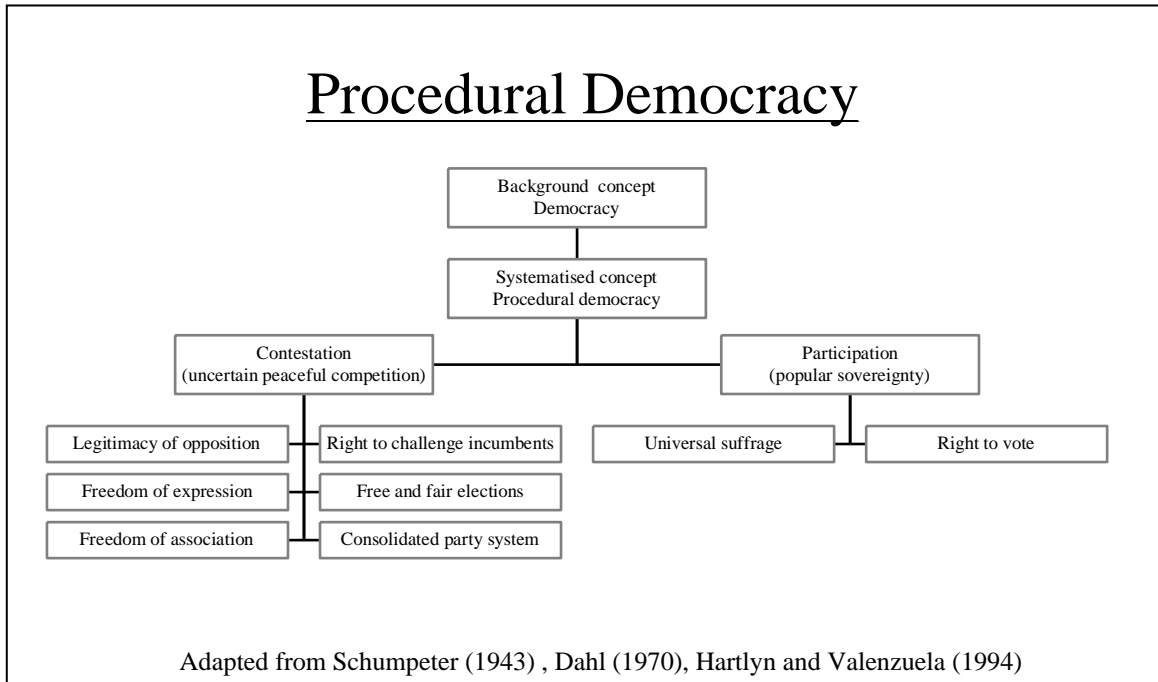 Procedural Democracy
Background concept
Democracy
Systematised concept
Procedural democracy
Contestation
(uncertain peaceful competition)
Participation
(popular sovereignty)
Legitimacy of opposition
Right to challenge incumbents
Universal suffrage
Right to vote
Freedom of expression
Free and fair elections
Freedom of association
Consolidated party system
Adapted from Schumpeter (1943) , Dahl (1970), Hartlyn and Valenzuela (1994)